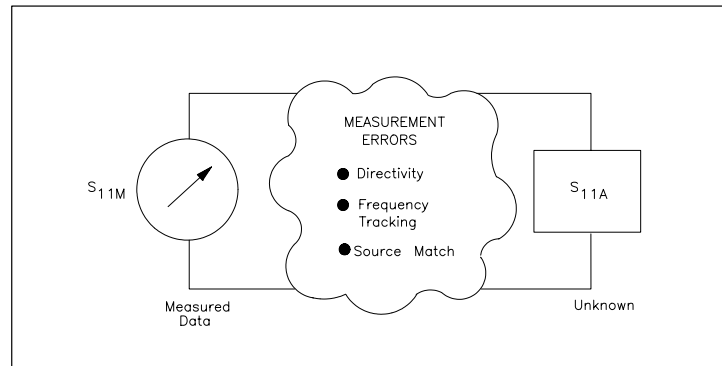 MEASUREMENT
ERRORS
S11M
Directivity
S11A
Frequency
Tracking
Source Match
Measured
Data
Unknown